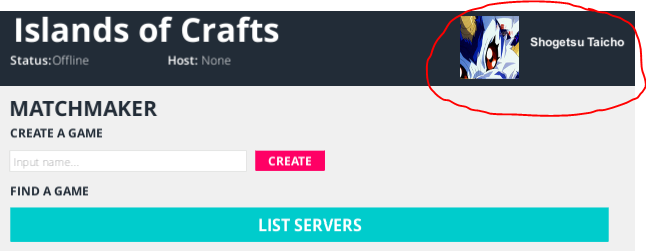 Islands of Crafts
Shogetsu Taicho
Status:Offline Host: None
MATCHMAKER
CREATE A GAME
Input name... CREATE
FIND A GAME
LIST SERVERS